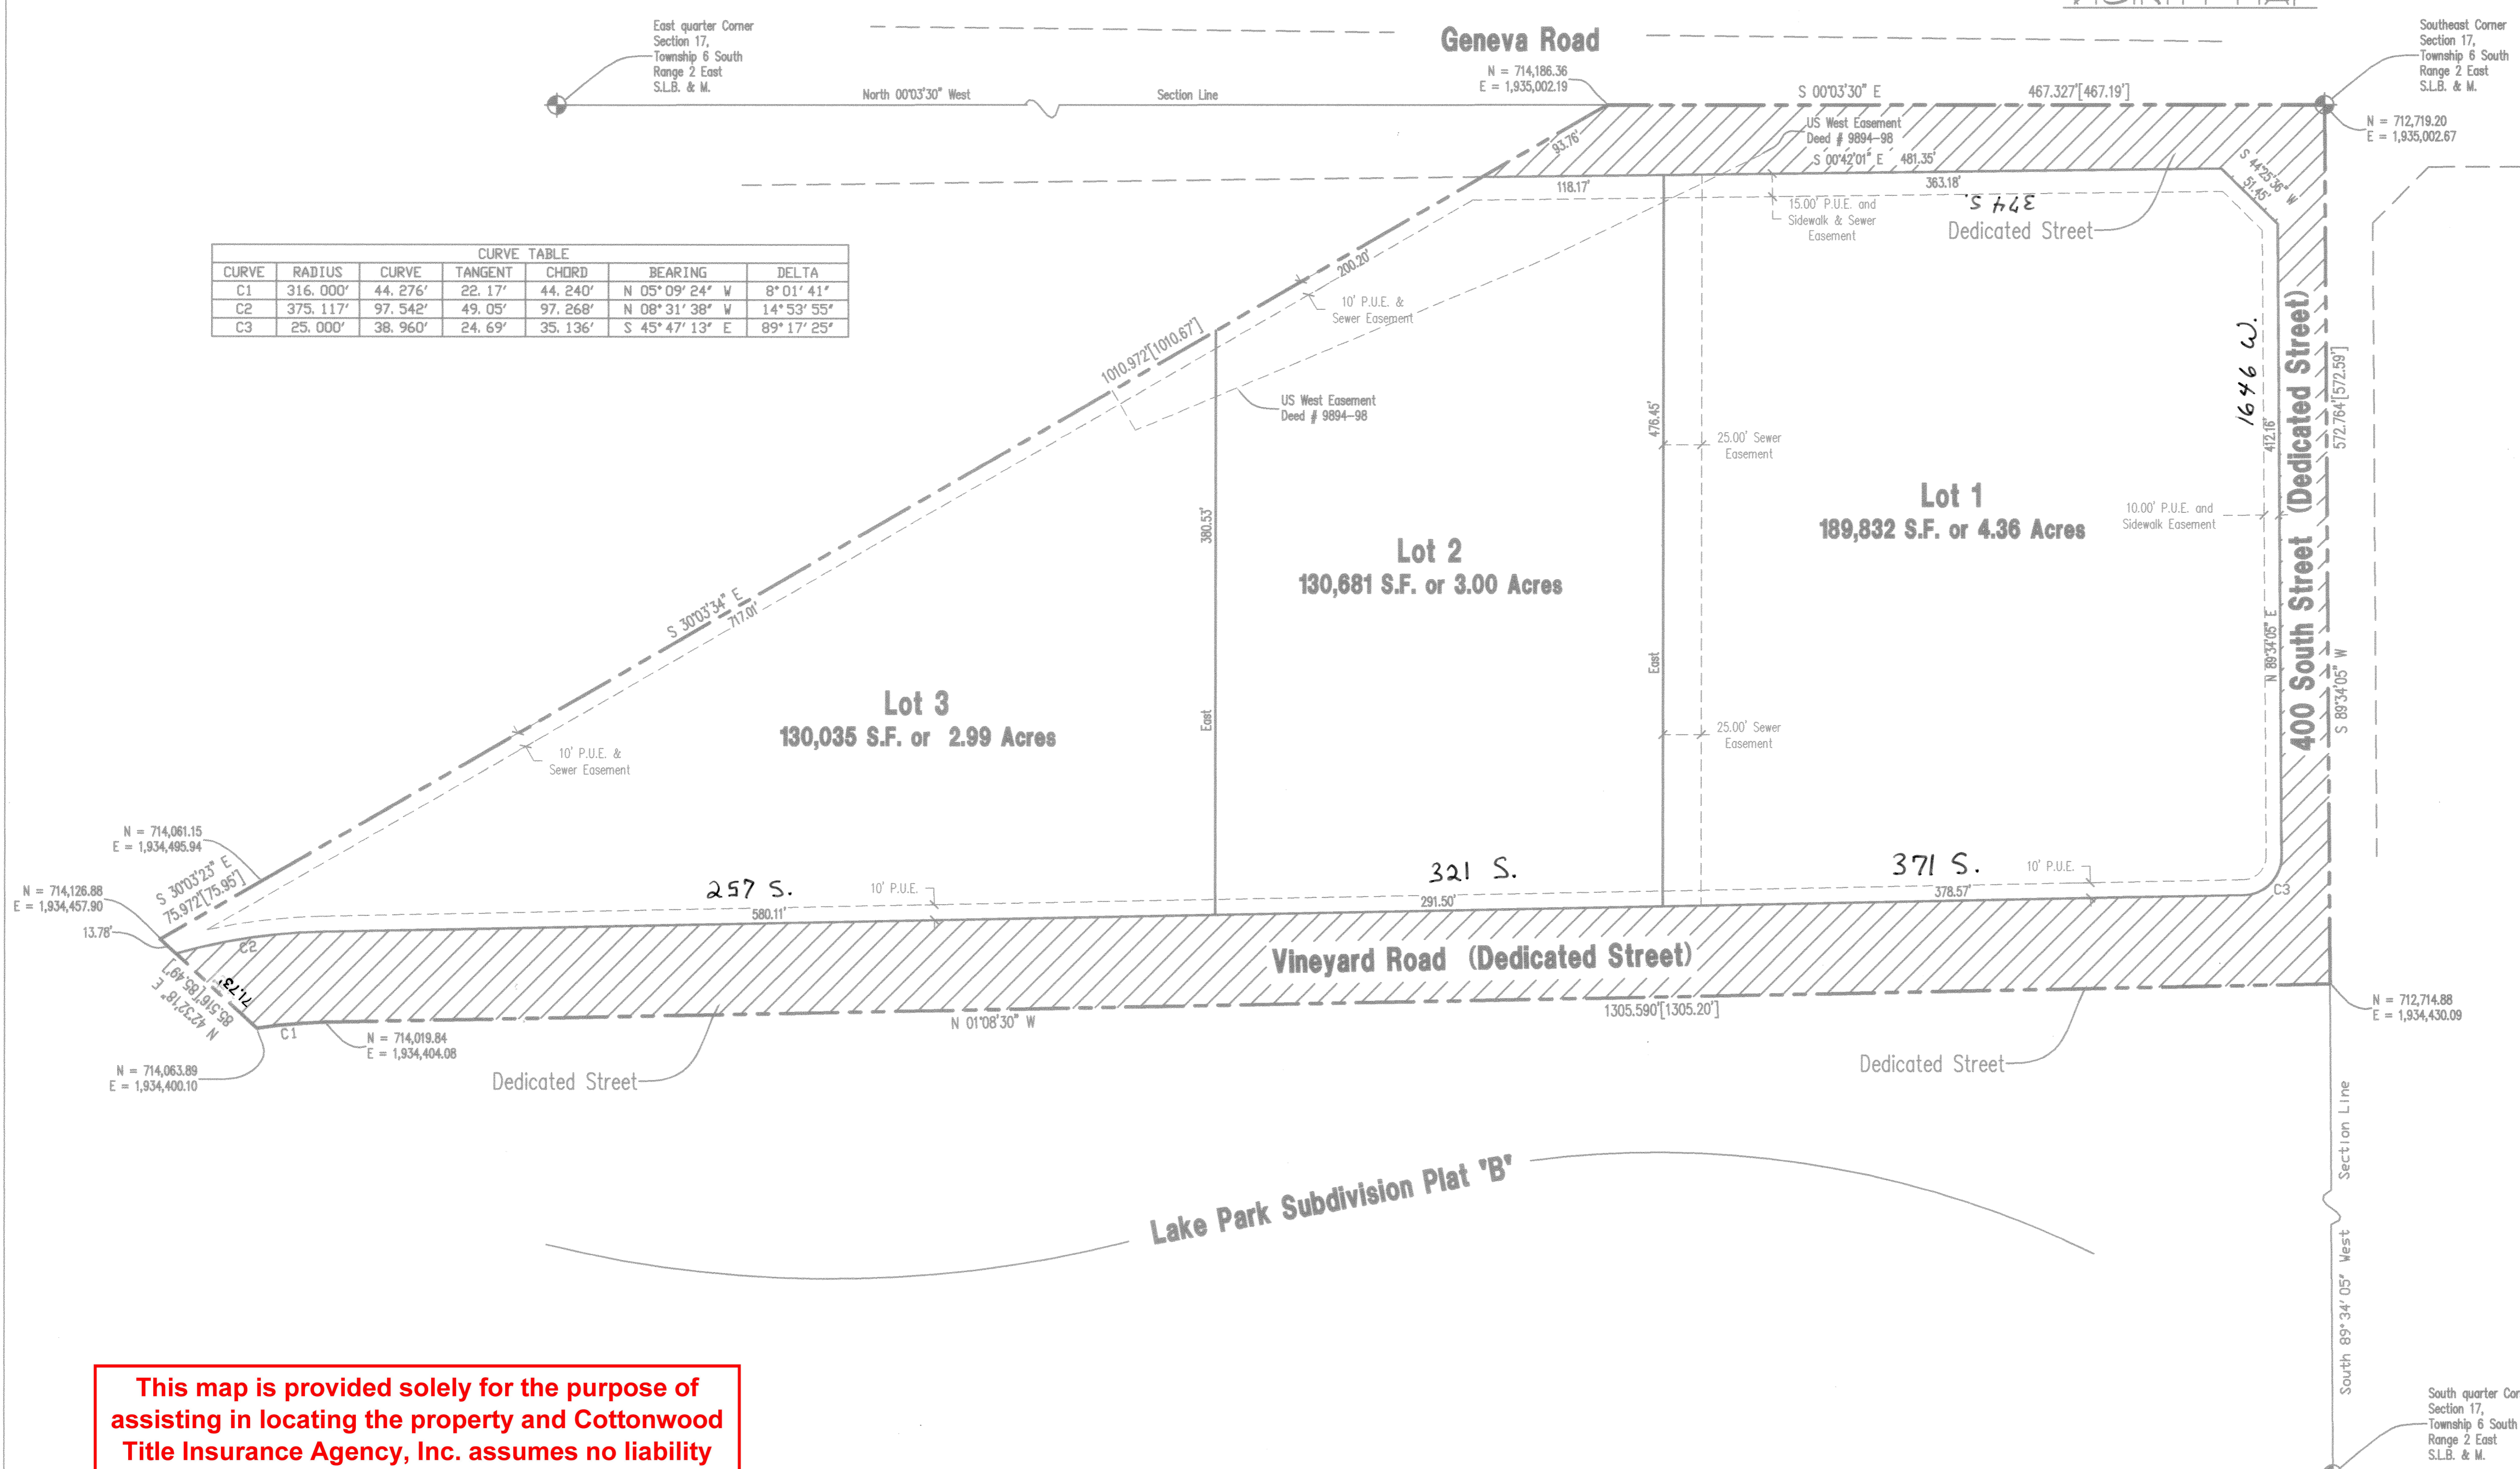 East quarter Corner
Section 17,
Township 6 South
Range 2 East
S.L.B. & M.
Geneva Road
Southeast Corner
Section 17,
Township 6 South
Range 2 East
S.L.B. & M.
North 00°03'30" West
Section Line
N = 714,186.36
E = 1,935,002.19
S 00°03'30" E
467.327'[467.19']
N = 712,719.20
E = 1,935,002.67
US West Easement
Deed # 9894-98
93.76'
S 00°42'01" E 481.35'
S 44°25'36" W
51.45'
118.17'
363.18'
374 S.
15.00' P.U.E. and
Sidewalk & Sewer
Easement
Dedicated Street
CURVE TABLE
CURVE RADIUS CURVE TANGENT CHORD BEARING DELTA
C1 316.000' 44.276' 22.17' 44.240' N 05°09'24" W 8°01'41"
C2 375.117' 97.542' 49.05' 97.268' N 08°31'38" W 14°53'55"
C3 25.000' 38.960' 24.69' 35.136' S 45°47'13" E 89°17'25"
200.20'
10' P.U.E. &
Sewer Easement
1010.972'[1010.67']
US West Easement
Deed # 9894-98
476.45'
25.00' Sewer
Easement
1646 W.
412.16'
400 South Street (Dedicated Street)
572.764'[572.59']
380.53'
Lot 1
189,832 S.F. or 4.36 Acres
10.00' P.U.E. and
Sidewalk Easement
Lot 2
130,681 S.F. or 3.00 Acres
S 30°03'34" E
717.01'
N 89°34'05" E
S 89°34'05" W
Lot 3
130,035 S.F. or 2.99 Acres
East
East
25.00' Sewer
Easement
10' P.U.E. &
Sewer Easement
N = 714,061.15
E = 1,934,495.94
S 30°03'23" E
75.972'[75.95']
N = 714,126.88
E = 1,934,457.90
13.78'
257 S.
10' P.U.E.
580.11'
321 S.
291.50'
371 S.
10' P.U.E.
378.57'
C3
C2
71.73'
85.516'[85.49']
N 42°32'18" E
C1
Vineyard Road (Dedicated Street)
N 01°08'30" W
1305.590'[1305.20']
N = 712,714.88
E = 1,934,430.09
N = 714,019.84
E = 1,934,404.08
N = 714,063.89
E = 1,934,400.10
Dedicated Street
Dedicated Street
Lake Park Subdivision Plat "B"
Section Line
South 89°34'05" West
South quarter Cor
Section 17,
Township 6 South
Range 2 East
S.L.B. & M.
This map is provided solely for the purpose of
assisting in locating the property and Cottonwood
Title Insurance Agency, Inc. assumes no liability